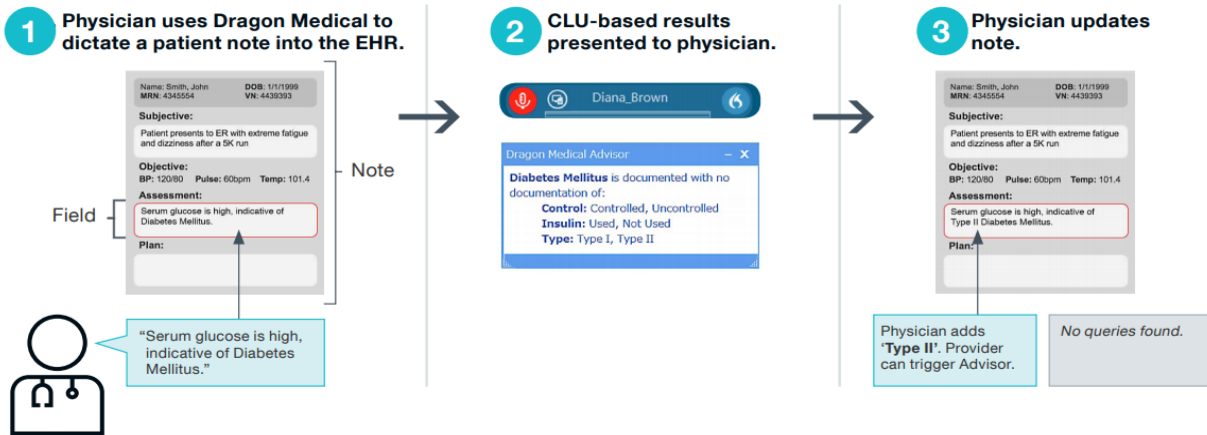 1
Physician uses Dragon Medical to
dictate a patient note into the EHR.
Name: Smith, John
DOB: 1/1/1999
MRN: 4345554
VN: 4439393
Subjective:
Patient presents to ER with extreme fatigue
and dizziness after a 5K run
Objective:
BP: 120/80 Pulse: 60bpm Temp: 101.4
Assessment:
Serum glucose is high, indicative of
Diabetes Mellitus.
Plan:
Field
Note
“Serum glucose is high,
indicative of Diabetes
Mellitus.”
2
CLU-based results
presented to physician.
Diana_Brown
Dragon Medical Advisor – X
Diabetes Mellitus is documented with no
documentation of:
Control: Controlled, Uncontrolled
Insulin: Used, Not Used
Type: Type I, Type II
3
Physician updates
note.
Name: Smith, John
DOB: 1/1/1999
MRN: 4345554
VN: 4439393
Subjective:
Patient presents to ER with extreme fatigue
and dizziness after a 5K run
Objective:
BP: 120/80 Pulse: 60bpm Temp: 101.4
Assessment:
Serum glucose is high, indicative of
Type II Diabetes Mellitus.
Plan:
Physician adds
‘Type II’. Provider
can trigger Advisor.
No queries found.